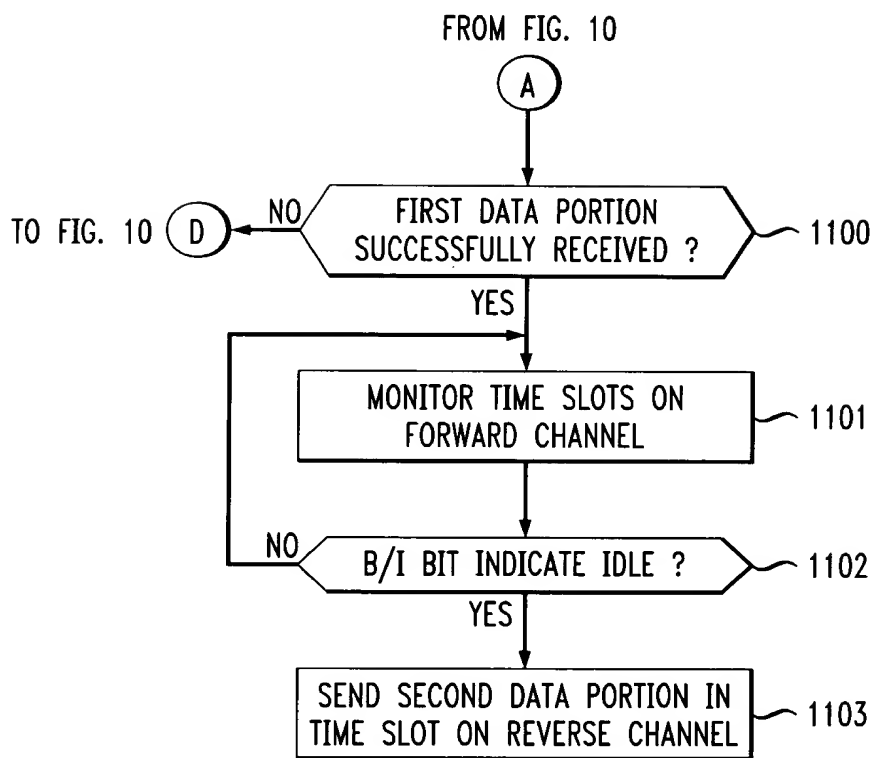 FROM FIG. 10
A
FIRST DATA PORTION
SUCCESSFULLY RECEIVED ?
1100
NO
TO FIG. 10
D
YES
MONITOR TIME SLOTS ON
FORWARD CHANNEL
1101
NO
B/I BIT INDICATE IDLE ?
1102
YES
SEND SECOND DATA PORTION IN
TIME SLOT ON REVERSE CHANNEL
1103